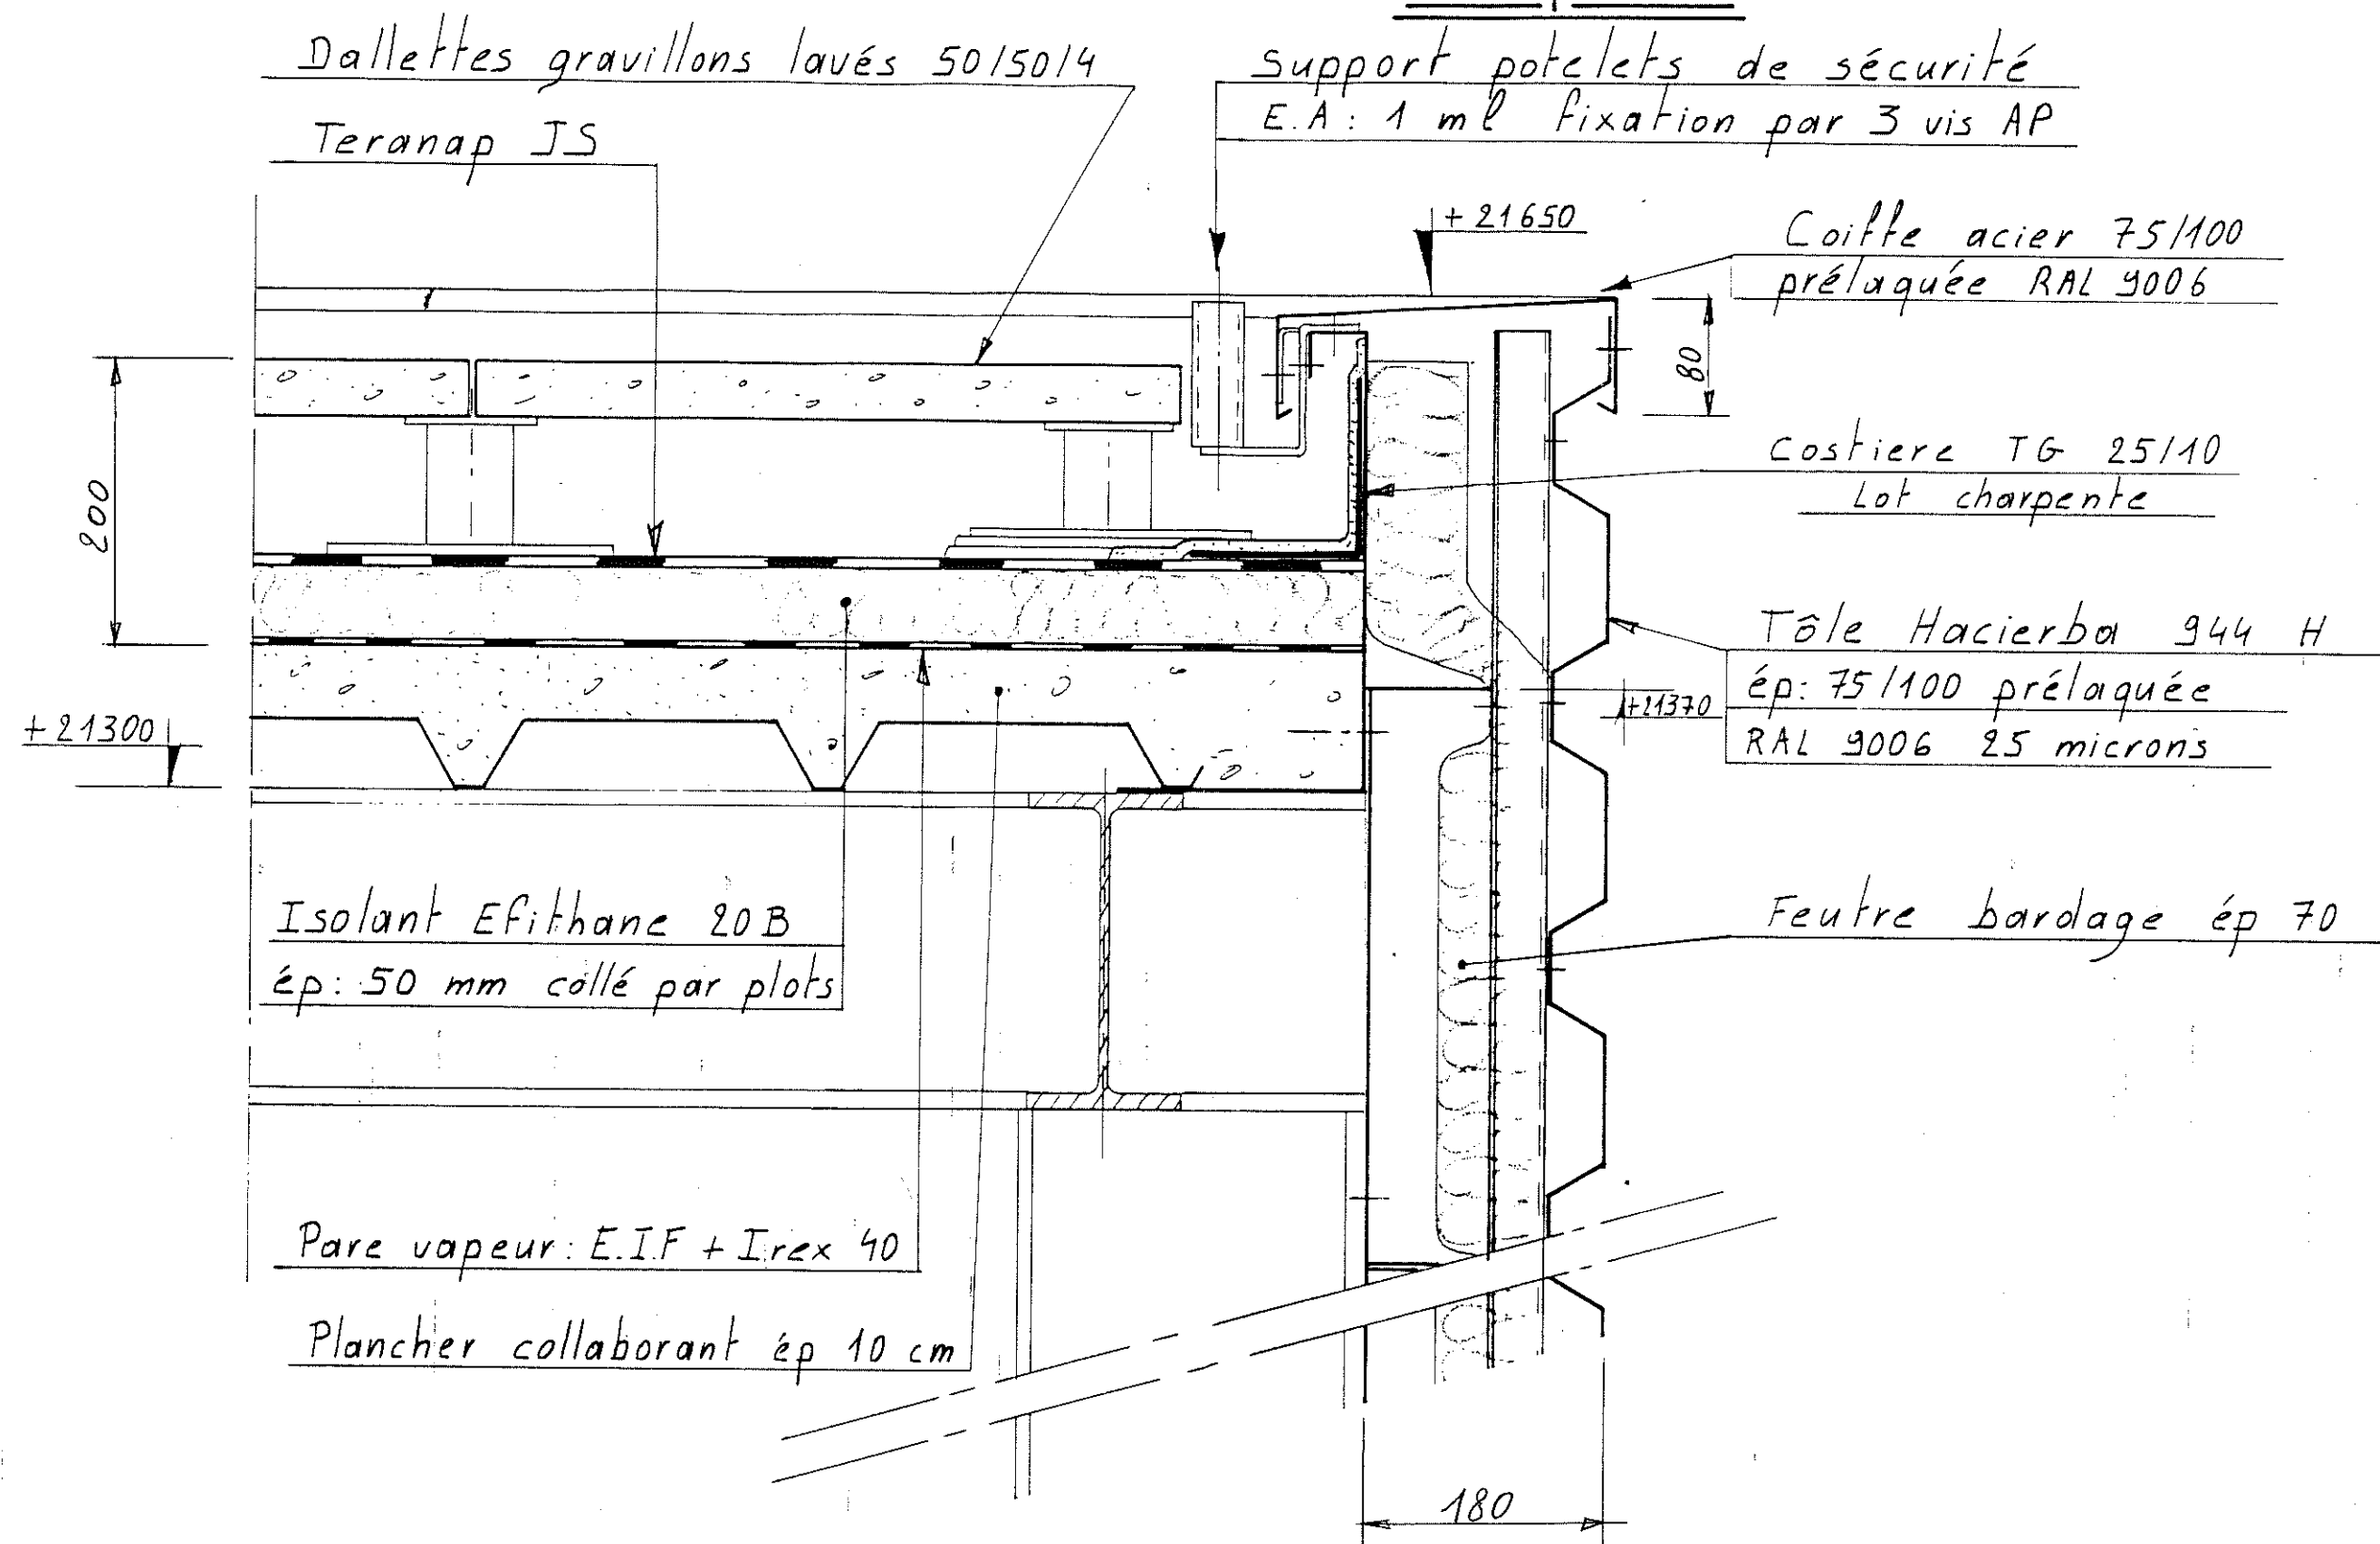 Dallettes gravillons lavés 50/50/4
Teranap JS
Support potelets de sécurité
E.A: 1 ml fixation par 3 vis AP
+21650
Coiffe acier 75/100
prélaquée RAL 9006
80
200
Costiere TG 25/10
Lot charpente
Tôle Hacierba 944 H
ép: 75/100 prélaquée
RAL 9006 25 microns
+21370
+21300
Feutre bardage ép 70
Isolant Efithane 20B
ép: 50 mm collé par plots
Pare vapeur: E.I.F + Irex 40
Plancher collaborant ép 10 cm
180